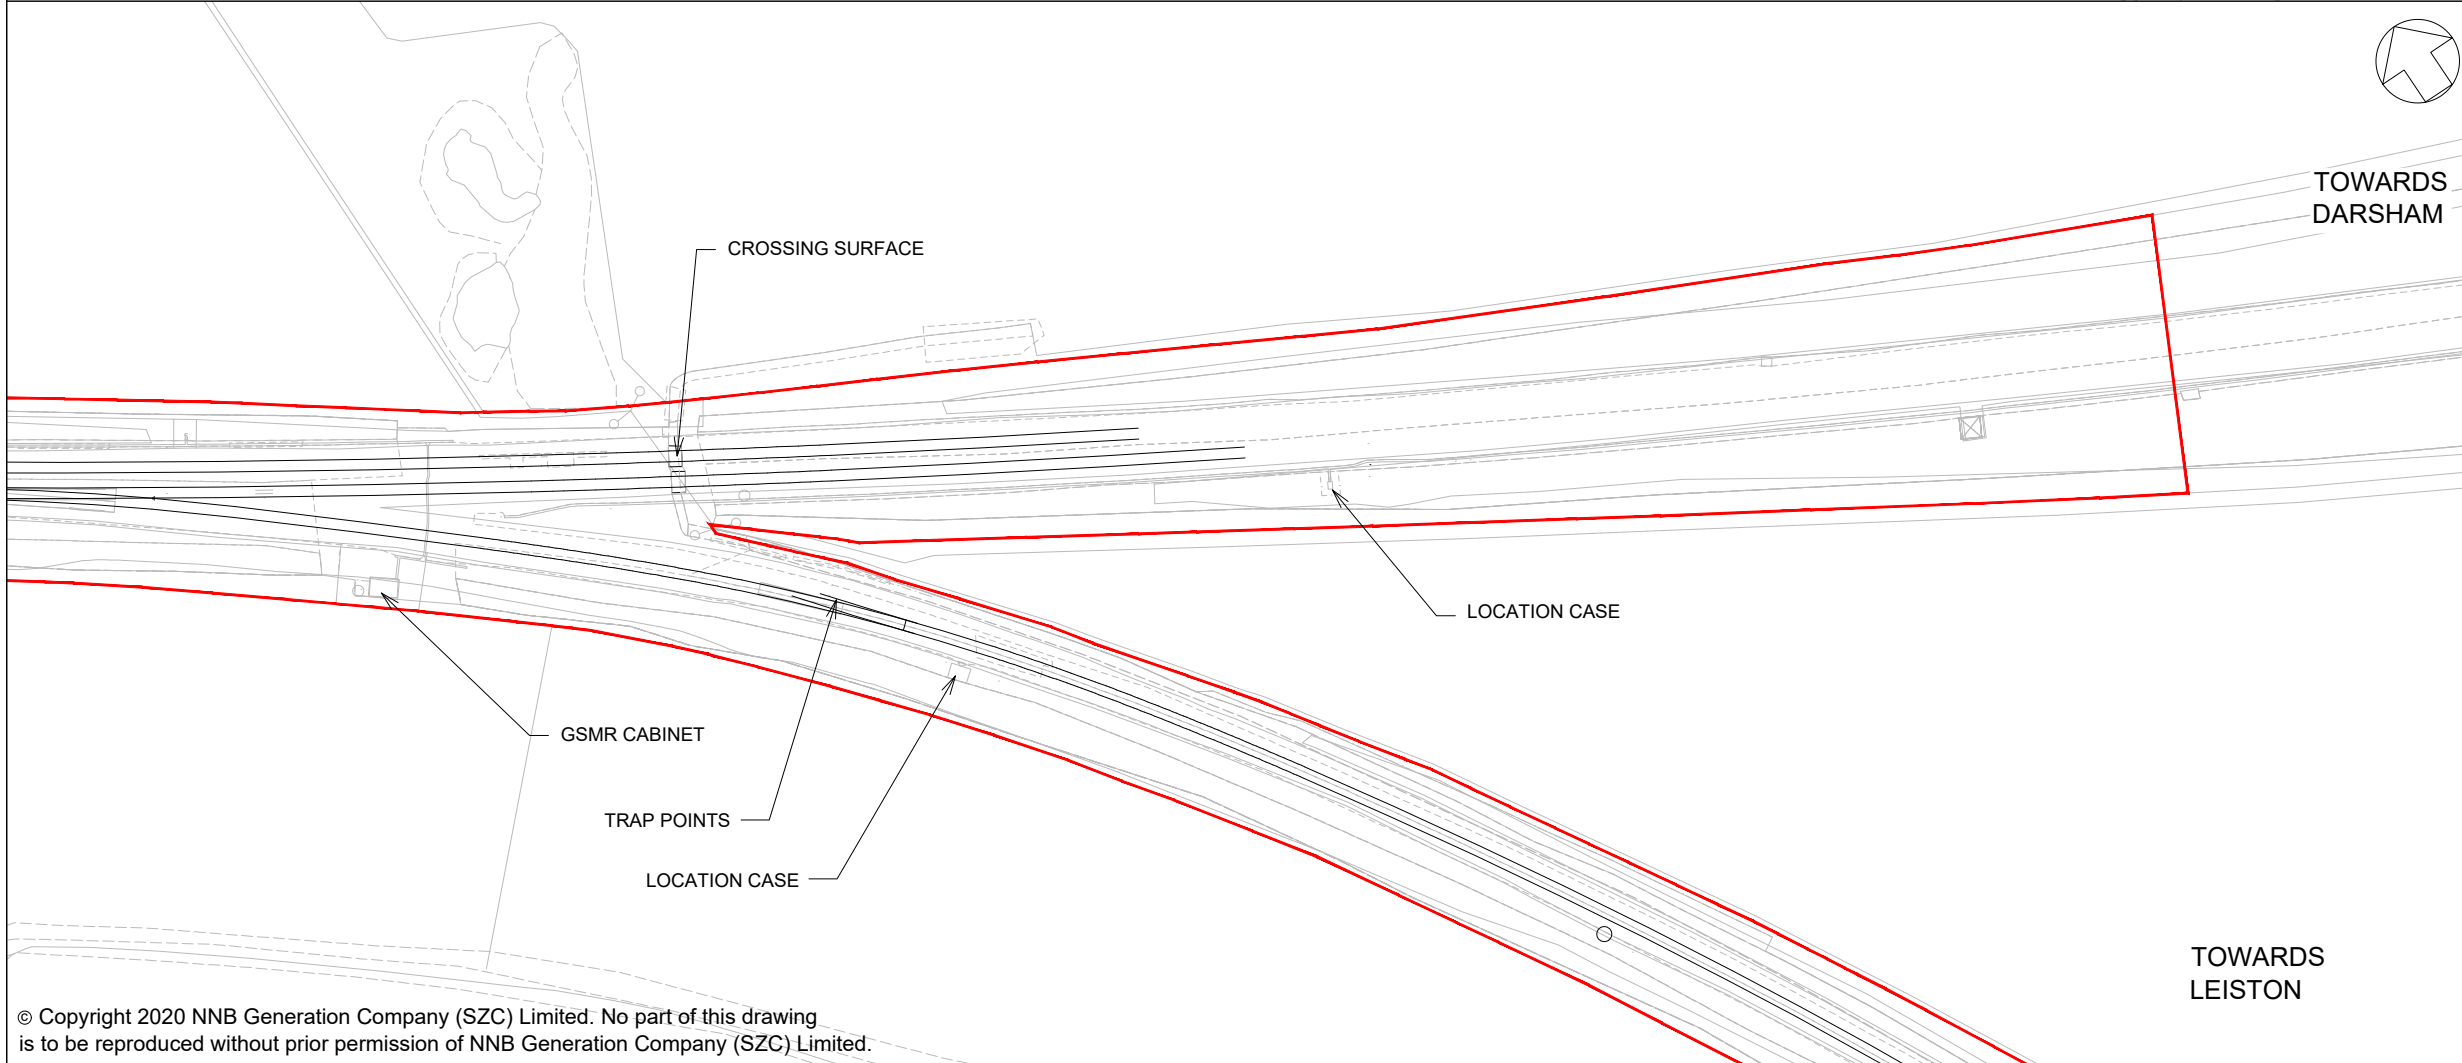 TOWARDS
DARSHAM
CROSSING SURFACE
LOCATION CASE
GSMR CABINET
TRAP POINTS
LOCATION CASE
TOWARDS
LEISTON
© Copyright 2020 NNB Generation Company (SZC) Limited. No part of this drawing
is to be reproduced without prior permission of NNB Generation Company (SZC) Limited.